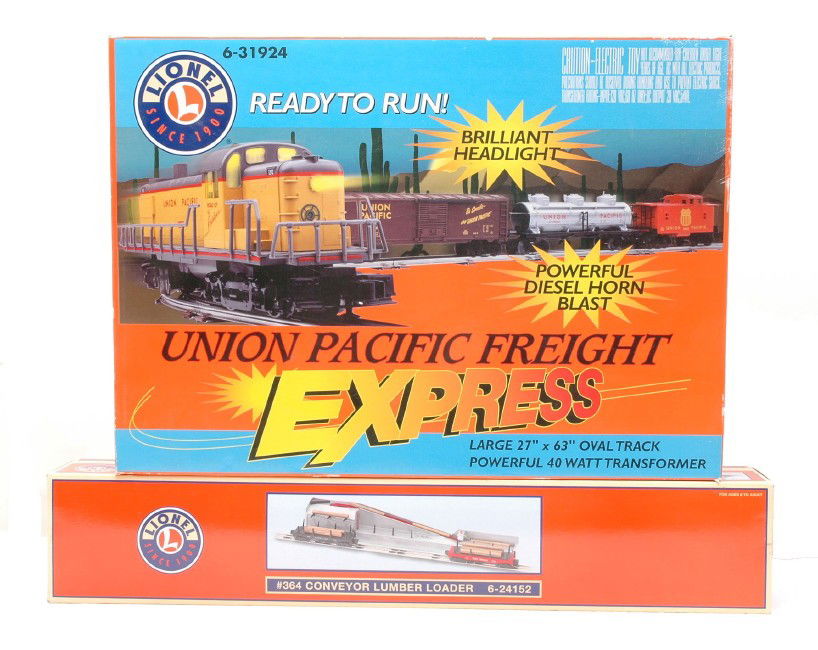 6-31924
LIONEL
SINCE 1900
READY TO RUN!
BRILLIANT
HEADLIGHT
UNION PACIFIC
UNION
PACIFIC
UNION PACIFIC
POWERFUL
DIESEL HORN
BLAST
UNION PACIFIC FREIGHT
EXPRESS
LARGE 27" x 63" OVAL TRACK
POWERFUL 40 WATT TRANSFORMER
LIONEL
SINCE 1900
#364 CONVEYOR LUMBER LOADER 6-24152